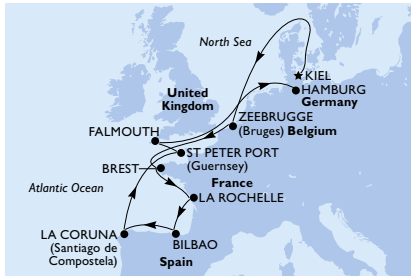 North Sea
KIEL
HAMBURG
Germany
United
Kingdom
ZEEBRUGGE
(Bruges) Belgium
FALMOUTH
ST PETER PORT
(Guernsey)
BREST
France
Atlantic Ocean
LA ROCHELLE
LA CORUNA
(Santiago de
Compostela)
BILBAO
Spain